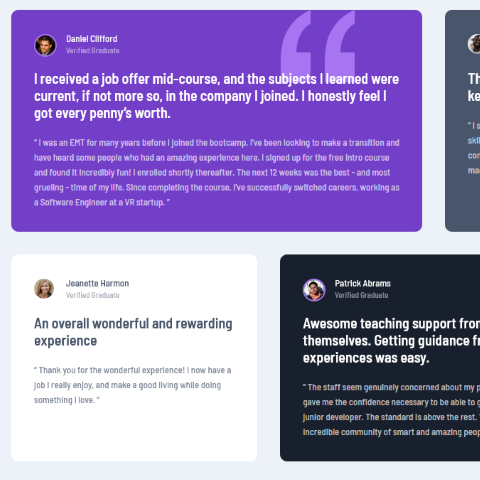 Daniel Clifford
Verified Graduate
I received a job offer mid-course, and the subjects I learned were
current, if not more so, in the company I joined. I honestly feel I
got every penny's worth.
“ I was an EMT for many years before I joined the bootcamp. I've been looking to make a transition and
have heard some people who had an amazing experience here. I signed up for the free intro course
and found it incredibly fun! I enrolled shortly thereafter. The next 12 weeks was the best - and most
grueling - time of my life. Since completing the course, I've successfully switched careers, working as
a Software Engineer at a VR startup. ”
Jeanette Harmon
Verified Graduate
An overall wonderful and rewarding
experience
“ Thank you for the wonderful experience! I now have a
job I really enjoy, and make a good living while doing
something I love. ”
Patrick Abrams
Verified Graduate
Awesome teaching support from
themselves. Getting guidance
experiences was easy.
“ The staff seem genuinely concerned about my
gave me the confidence necessary to be able to
junior developer. The standard is above the rest.
incredible community of smart and amazing